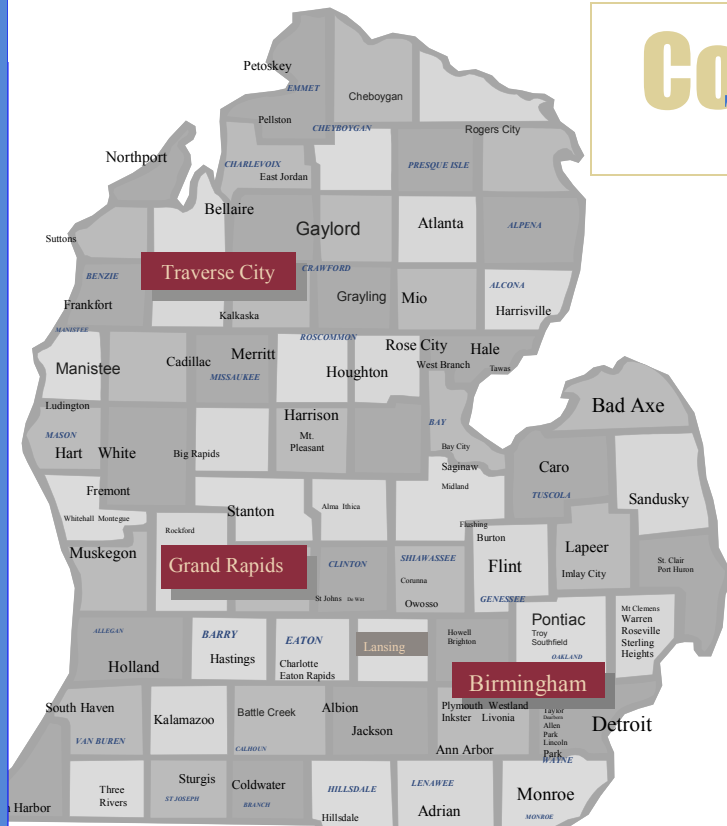 Co
Petoskey
EMMET
Cheboygan
Pellston
CHEYBOYGAN
Rogers City
Northport
CHARLEVOIX
East Jordan
PRESQUE ISLE
Bellaire
Gaylord
Atlanta
ALPENA
Suttons
Traverse City
CRAWFORD
BENZIE
ALCONA
Frankfort
Grayling
Mio
Harrisville
Kalkaska
MANISTEE
ROSCOMMON
Manistee
Cadillac
Merritt
MISSAUKEE
Houghton
Rose City
West Branch
Hale
Tawas
Ludington
Harrison
Bad Axe
MASON
BAY
Hart
White
Big Rapids
Mt.
Pleasant
Bay City
Saginaw
Midland
Caro
TUSCOLA
Sandusky
Fremont
Whitehall Montegue
Stanton
Alma Ithica
Rockford
Flushing
Burton
Muskegon
Grand Rapids
CLINTON
SHIAWASSEE
Flint
Lapeer
Imlay City
St. Clair
Port Huron
Corunna
St Johns
De Witt
Owosso
GENESSEE
ALLEGAN
BARRY
EATON
Lansing
Howell
Brighton
Pontiac
Troy
Southfield
OAKLAND
Mt Clemens
Warren
Roseville
Sterling
Heights
Holland
Hastings
Charlotte
Eaton Rapids
Birmingham
South Haven
Kalamazoo
Battle Creek
Albion
Jackson
Plymouth Westland
Inkster Livonia
Ann Arbor
Taylor
Dearborn
Allen
Park
Lincoln
Park
WAYNE
Detroit
VAN BUREN
CALHOUN
Three
Rivers
Sturgis
ST JOSEPH
Coldwater
BRANCH
HILLSDALE
Hillsdale
LENAWEE
Adrian
Monroe
MONROE
Harbor